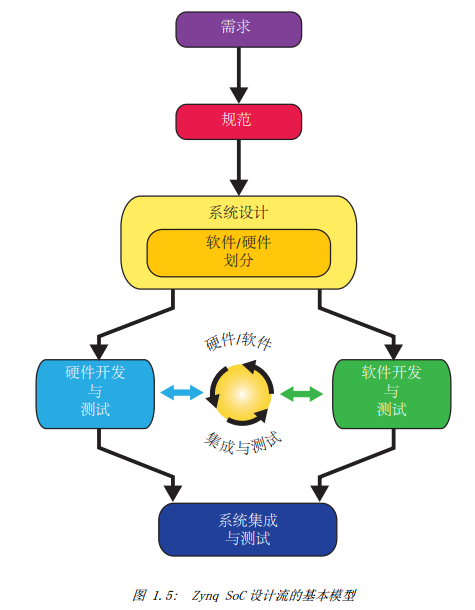 需求
规范
系统设计
软件/硬件
划分
硬件/软件
硬件开发
与
测试
软件开发
与
测试
集成与测试
系统集成
与测试
图 1.5: Zynq SoC 设计流的基本模型